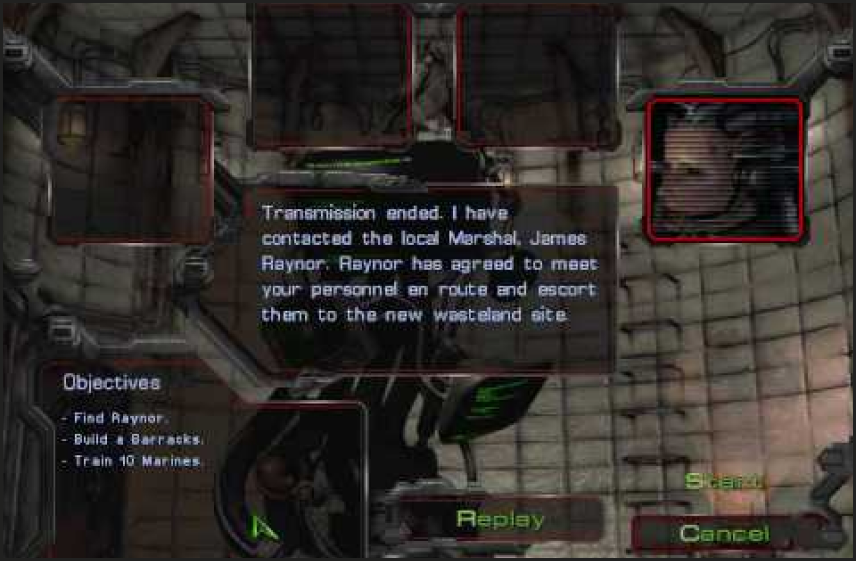 Transmission ended. I have
contacted the local Marshal, James
Raynor. Raynor has agreed to meet
your personnel en route and escort
them to the new wasteland site.
Objectives
- Find Raynor.
- Build a Barracks.
- Train 10 Marines.
Start
Replay
Cancel